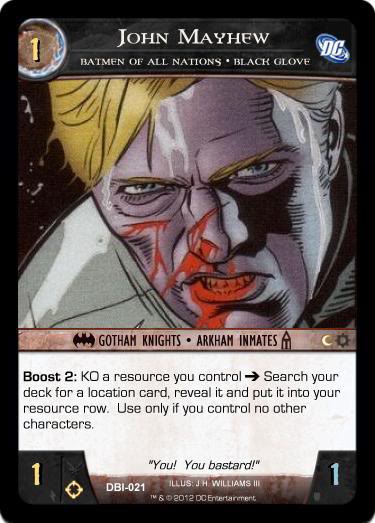 1
JOHN MAYHEW
DC
BATMEN OF ALL NATIONS • BLACK GLOVE
GOTHAM KNIGHTS • ARKHAM INMATES
Boost 2: KO a resource you control ➔ Search your
deck for a location card, reveal it and put it into your
resource row. Use only if you control no other
characters.
"You! You bastard!"
1
DBI-021
ILLUS: J.H. WILLIAMS III
1
™ & © 2012 DC Entertainment